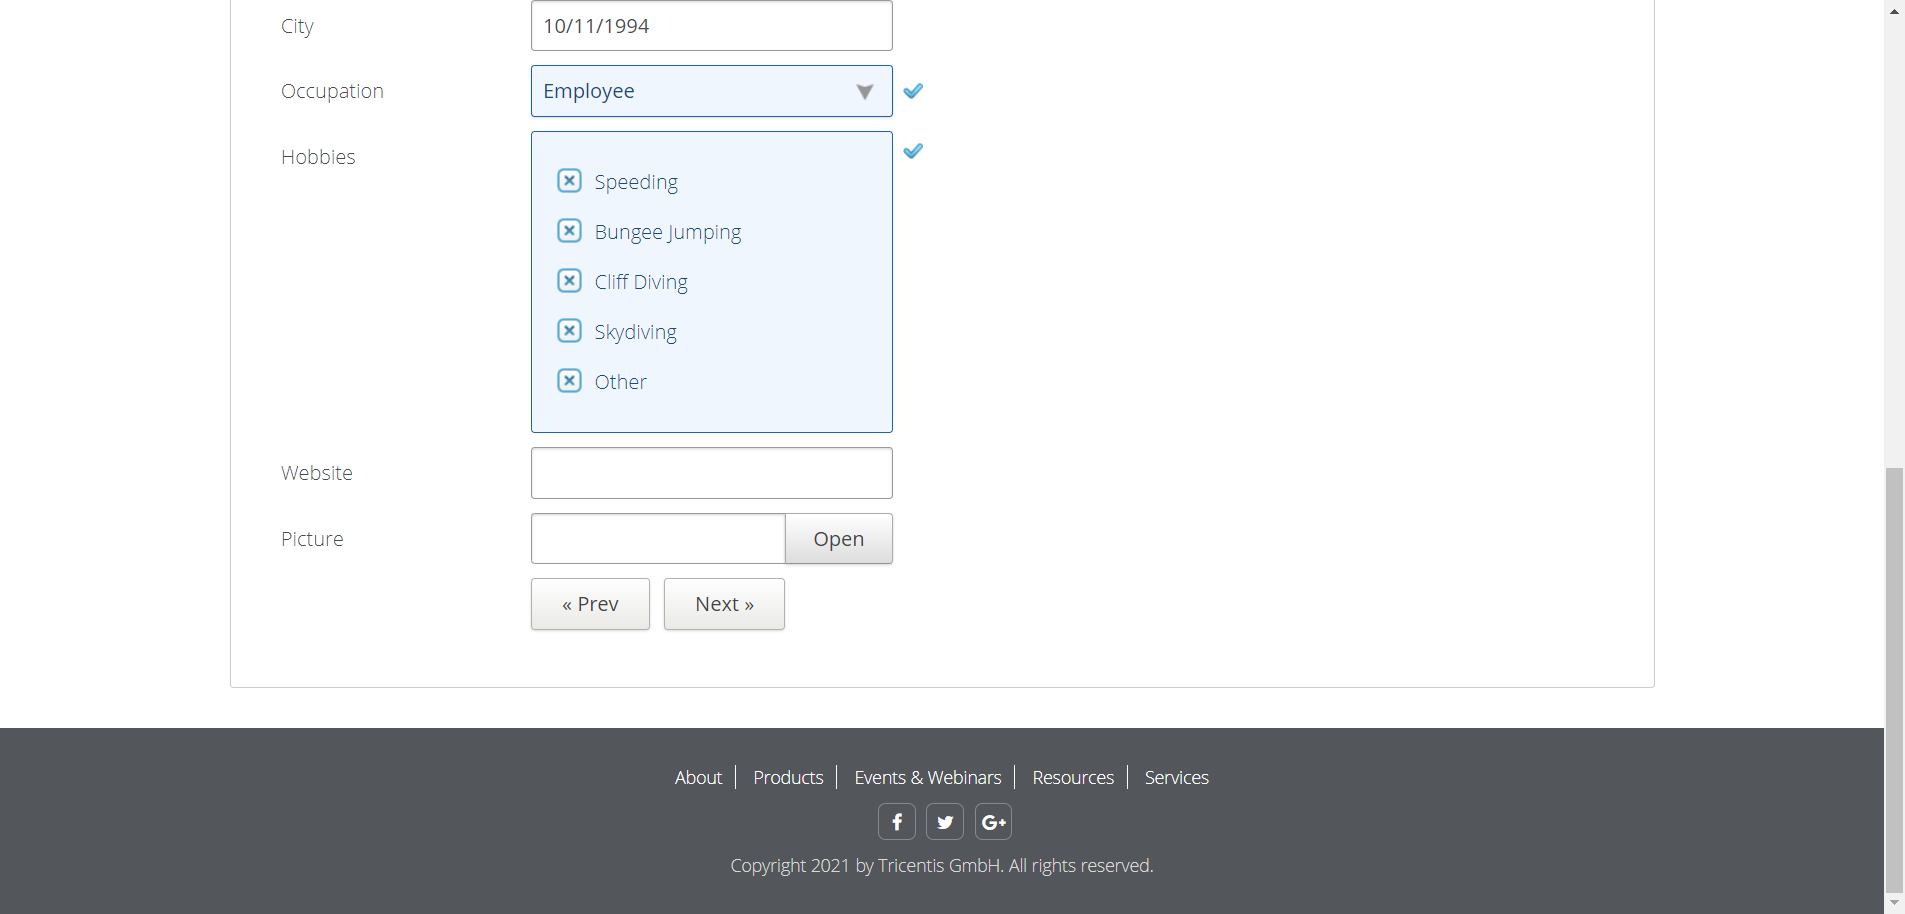 City 10/11/1994
Occupation Employee
Hobbies
Speeding
Bungee Jumping
Cliff Diving
Skydiving
Other
Website
Picture Open
« Prev Next »
About Products Events & Webinars Resources Services
f G+
Copyright 2021 by Tricentis GmbH. All rights reserved.